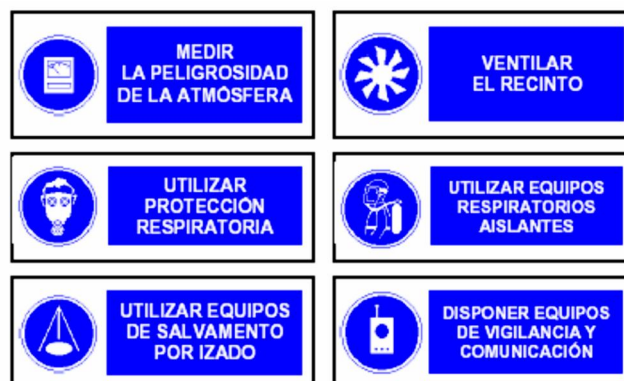 MEDIR
LA PELIGROSIDAD
DE LA ATMÓSFERA
VENTILAR
EL RECINTO
UTILIZAR
PROTECCIÓN
RESPIRATORIA
UTILIZAR EQUIPOS
RESPIRATORIOS
AISLANTES
UTILIZAR EQUIPOS
DE SALVAMENTO
POR IZADO
DISPONER EQUIPOS
DE VIGILANCIA Y
COMUNICACIÓN